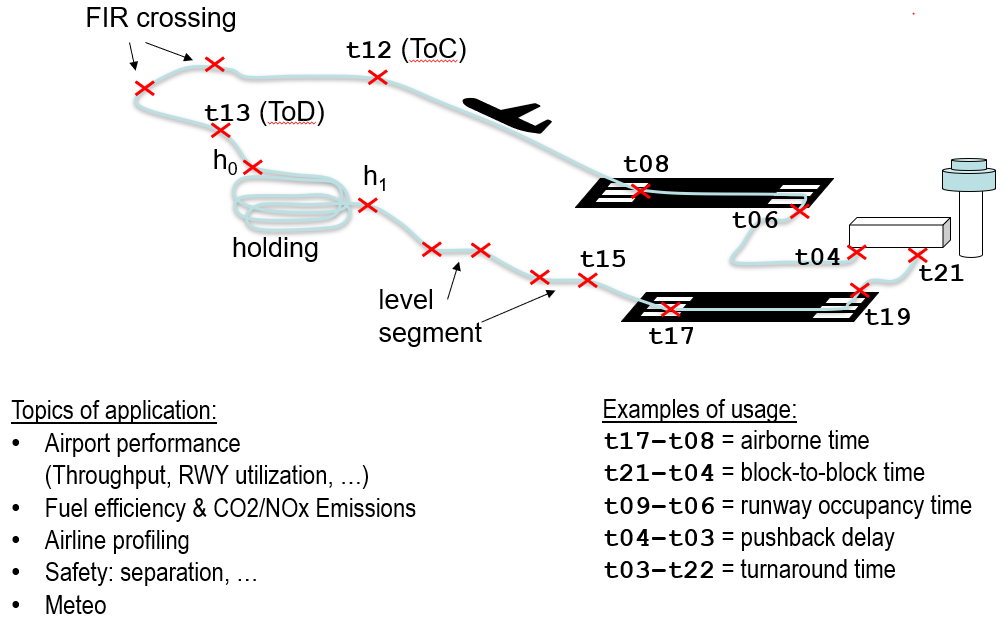 FIR crossing
t12 (ToC)
t13 (ToD)
h0
h1
holding
t08
t06
t04
t21
t15
level
segment
t19
t17
Topics of application:
• Airport performance
(Throughput, RWY utilization, …)
• Fuel efficiency & CO2/NOx Emissions
• Airline profiling
• Safety: separation, …
• Meteo
Examples of usage:
t17–t08 = airborne time
t21–t04 = block-to-block time
t09–t06 = runway occupancy time
t04–t03 = pushback delay
t03–t22 = turnaround time